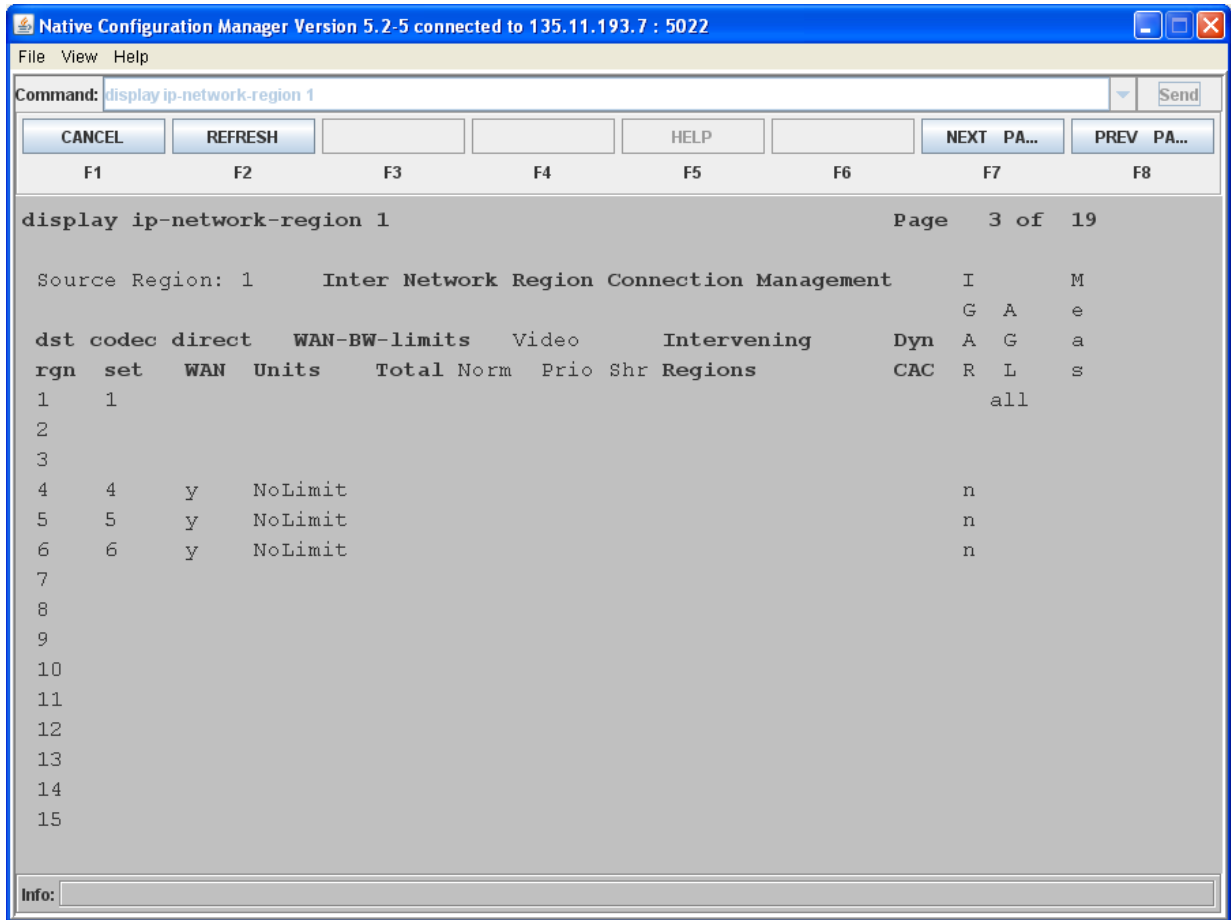 Native Configuration Manager Version 5.2-5 connected to 135.11.193.7 : 5022
File View Help
Command: display ip-network-region 1 Send
CANCEL REFRESH HELP NEXT PA... PREV PA...
F1 F2 F3 F4 F5 F6 F7 F8
display ip-network-region 1 Page 3 of 19
Source Region: 1 Inter Network Region Connection Management I M
G A e
dst codec direct WAN-BW-limits Video Intervening Dyn A G a
rgn set WAN Units Total Norm Prio Shr Regions CAC R L s
1 1 all
2
3
4 4 y NoLimit n
5 5 y NoLimit n
6 6 y NoLimit n
7
8
9
10
11
12
13
14
15
Info: